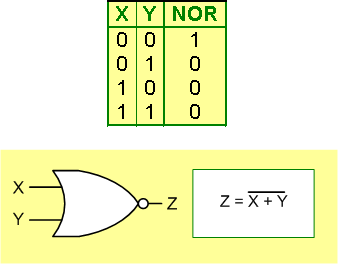 X Y NOR
0 0 1
0 1 0
1 0 0
1 1 0
X
Y
Z
Z = X + Y